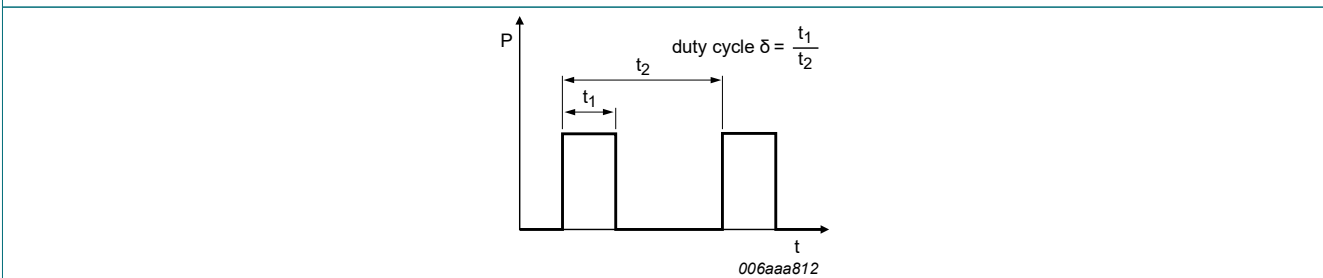 P
duty cycle δ = t1
t2
t2
t1
t
006aaa812